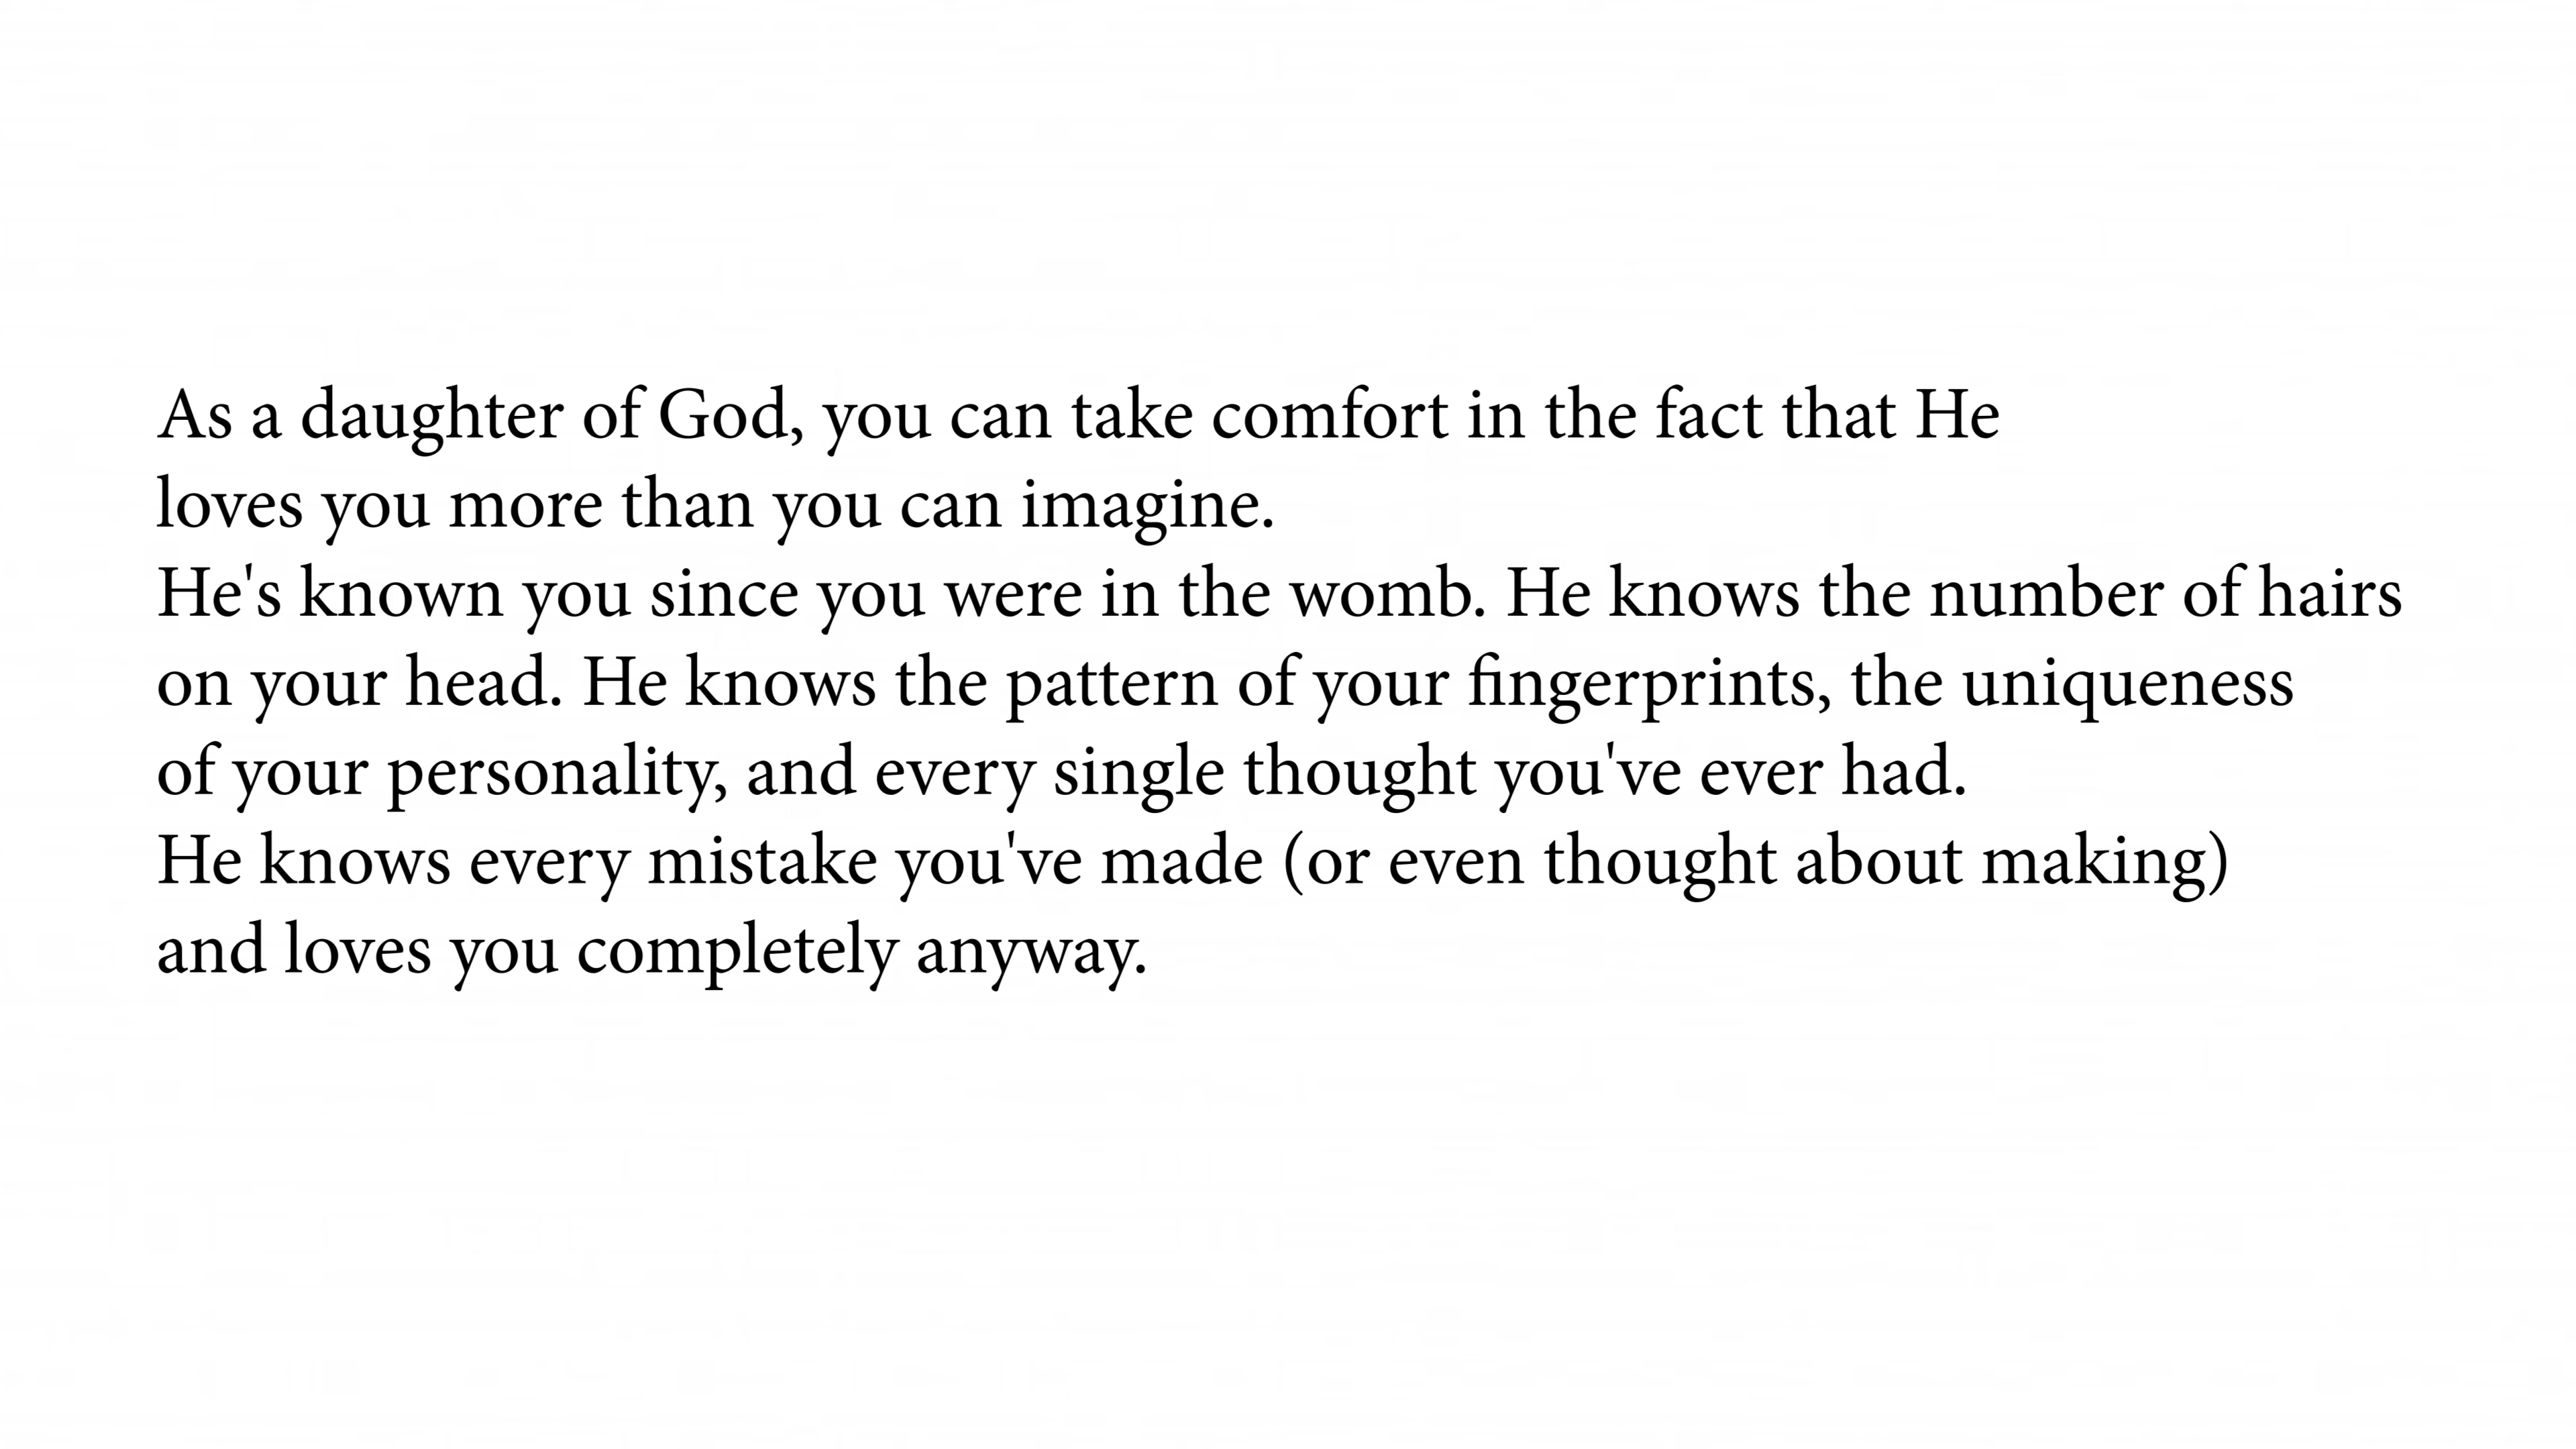 As a daughter of God, you can take comfort in the fact that He
loves you more than you can imagine.
He's known you since you were in the womb. He knows the number of hairs
on your head. He knows the pattern of your fingerprints, the uniqueness
of your personality, and every single thought you've ever had.
He knows every mistake you've made (or even thought about making)
and loves you completely anyway.